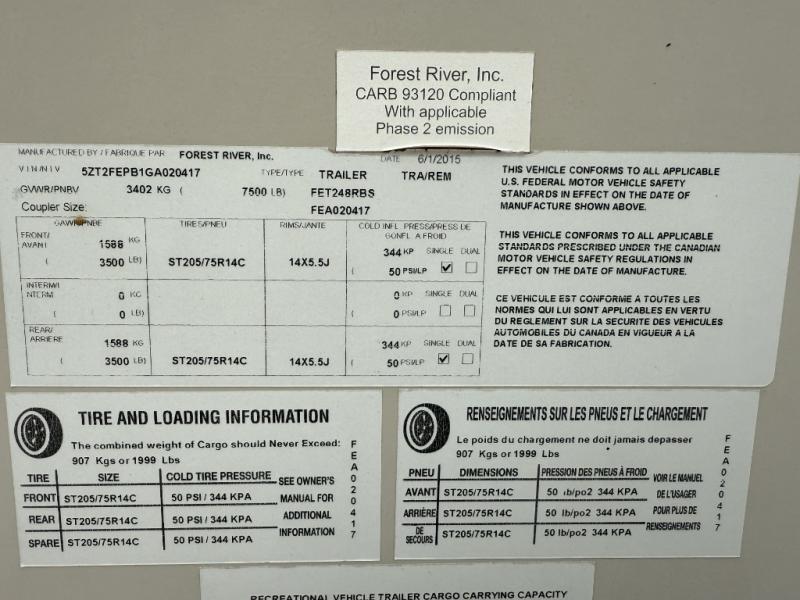 Forest River, Inc.
CARB 93120 Compliant
With applicable
Phase 2 emission
MANUFACTURED BY / FABRIQUE PAR FOREST RIVER, Inc. DATE 6/1/2015
V I N / N I V 5ZT2FEPB1GA020417 TYPE/TYPE TRAILER TRA/REM
GVWR/PNBV 3402 KG ( 7500 LB) FET248RBS
Coupler Size: FEA020417
GAWR/PNBE TIRES/PNEU RIMS/JANTE COLD INFL. PRESS/PRESS DE
GONFL A FROID
FRONT/
AVANT 1588 KG 344 KP SINGLE DUAL
( 3500 LB) ST205/75R14C 14X5.5J ( 50 PSI/LP
INTERM/I
NTERM 0 KG 0 KP SINGLE DUAL
( 0 LB) ( 0 PSI/LP
REAR/
ARRIERE 1588 KG 344 KP SINGLE DUAL
( 3500 LB) ST205/75R14C 14X5.5J ( 50 PSI/LP
THIS VEHICLE CONFORMS TO ALL APPLICABLE
U.S. FEDERAL MOTOR VEHICLE SAFETY
STANDARDS IN EFFECT ON THE DATE OF
MANUFACTURE SHOWN ABOVE.
THIS VEHICLE CONFORMS TO ALL APPLICABLE
STANDARDS PRESCRIBED UNDER THE CANADIAN
MOTOR VEHICLE SAFETY REGULATIONS IN
EFFECT ON THE DATE OF MANUFACTURE.
CE VEHICULE EST CONFORME A TOUTES LES
NORMES QUI LUI SONT APPLICABLES EN VERTU
DU REGLEMENT SUR LA SECURITE DES VEHICULES
AUTOMOBILES DU CANADA EN VIGUEUR A LA
DATE DE SA FABRICATION.
TIRE AND LOADING INFORMATION
The combined weight of Cargo should Never Exceed:
907 Kgs or 1999 Lbs
TIRE SIZE COLD TIRE PRESSURE SEE OWNER'S
FRONT ST205/75R14C 50 PSI / 344 KPA MANUAL FOR
REAR ST205/75R14C 50 PSI / 344 KPA ADDITIONAL
SPARE ST205/75R14C 50 PSI / 344 KPA INFORMATION
FEA020417
RENSEIGNEMENTS SUR LES PNEUS ET LE CHARGEMENT
Le poids du chargement ne doit jamais depasser
907 Kgs or 1999 Lbs
PNEU DIMENSIONS PRESSION DES PNEUS À FROID VOIR LE MANUEL
AVANT ST205/75R14C 50 lb/po2 344 KPA DE L'USAGER
ARRIÈRE ST205/75R14C 50 lb/po2 344 KPA POUR PLUS DE
DE
SECOURS ST205/75R14C 50 lb/po2 344 KPA RENSEIGNEMENTS
FEA020417
RECREATIONAL VEHICLE TRAILER CARGO CARRYING CAPACITY